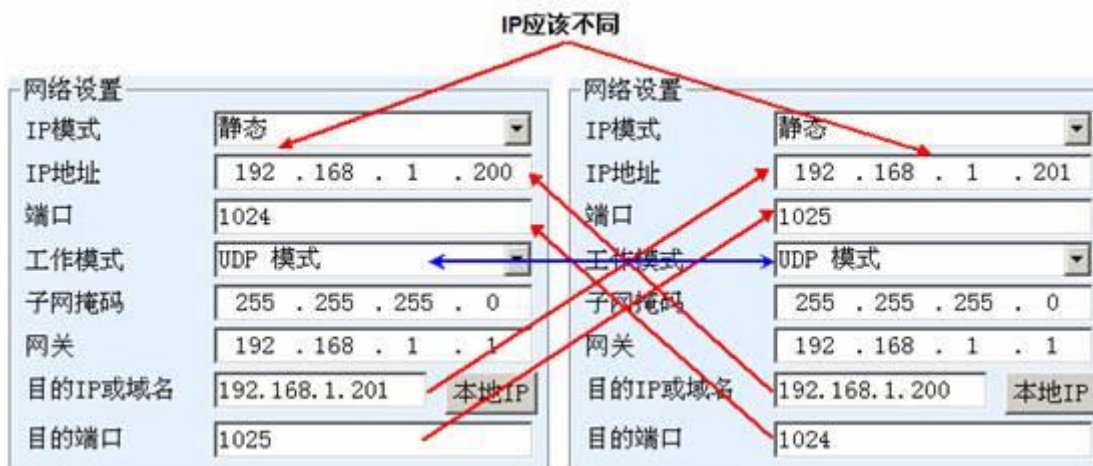 IP应该不同
网络设置
IP模式 静态
IP地址 192 . 168 . 1 . 200
端口 1024
工作模式 UDP 模式
子网掩码 255 . 255 . 255 . 0
网关 192 . 168 . 1 . 1
目的IP或域名 192.168.1.201 本地IP
目的端口 1025
网络设置
IP模式 静态
IP地址 192 . 168 . 1 . 201
端口 1025
工作模式 UDP 模式
子网掩码 255 . 255 . 255 . 0
网关 192 . 168 . 1 . 1
目的IP或域名 192.168.1.200 本地IP
目的端口 1024